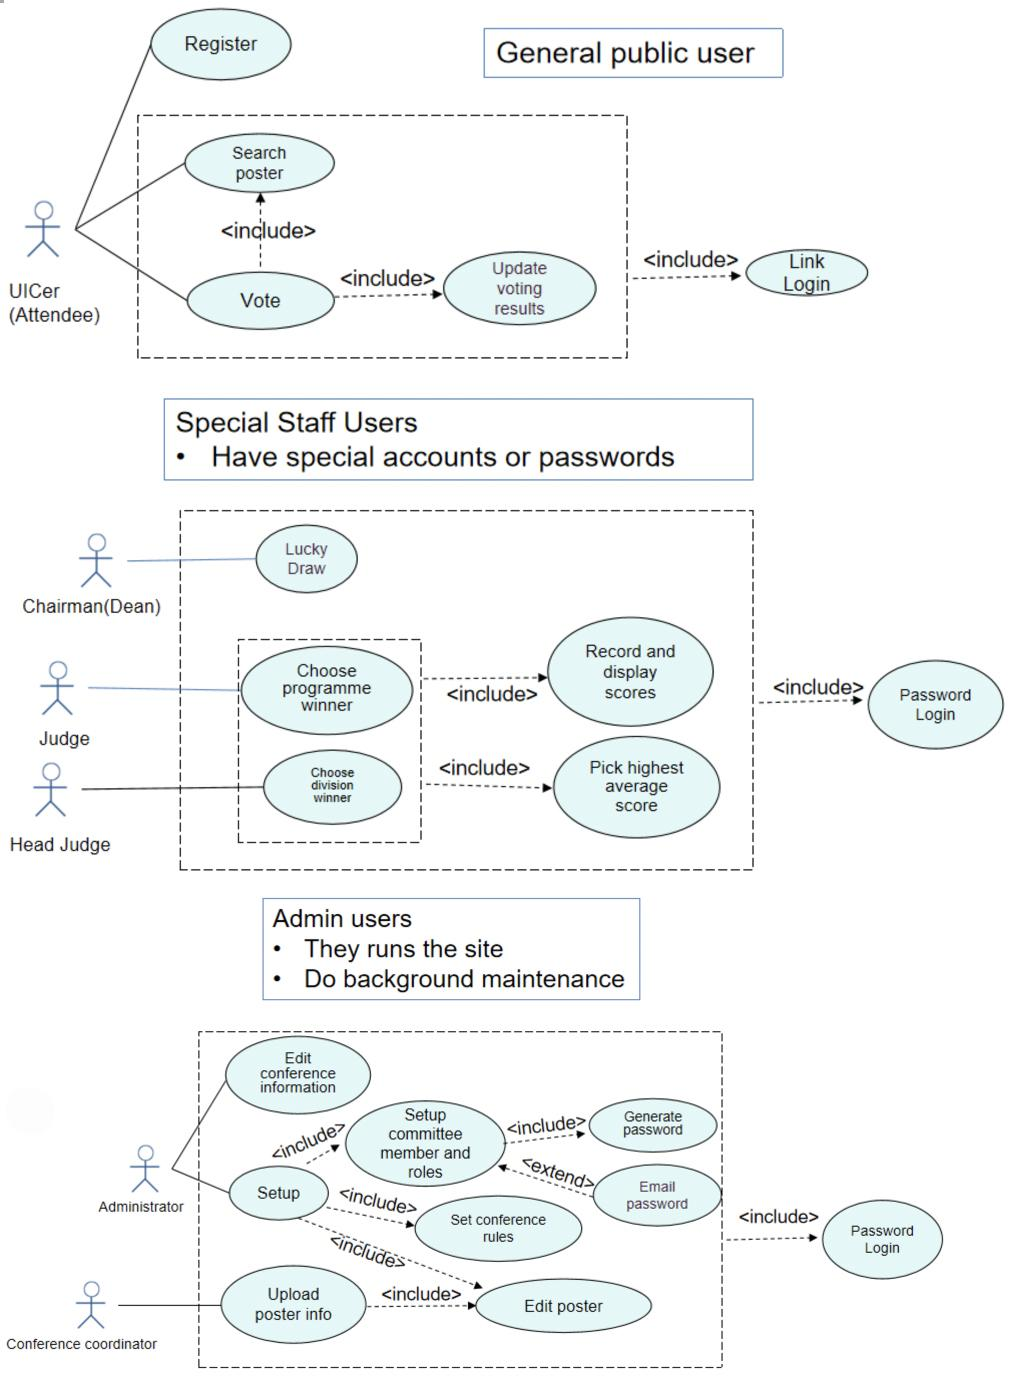 Register
General public user
Search
poster
<include>
UICer
(Attendee)
Vote
<include>
Update
voting
results
<include>
Link
Login
Special Staff Users
• Have special accounts or passwords
Chairman(Dean)
Lucky
Draw
Judge
Choose
programme
winner
<include>
Record and
display
scores
Head Judge
Choose
division
winner
<include>
Pick highest
average
score
<include>
Password
Login
Admin users
• They runs the site
• Do background maintenance
Administrator
Edit
conference
information
Setup
<include>
Setup
committee
member and
roles
<include>
Generate
password
<extend>
Email
password
<include>
Set conference
rules
<include>
Conference coordinator
Upload
poster info
<include>
Edit poster
<include>
Password
Login